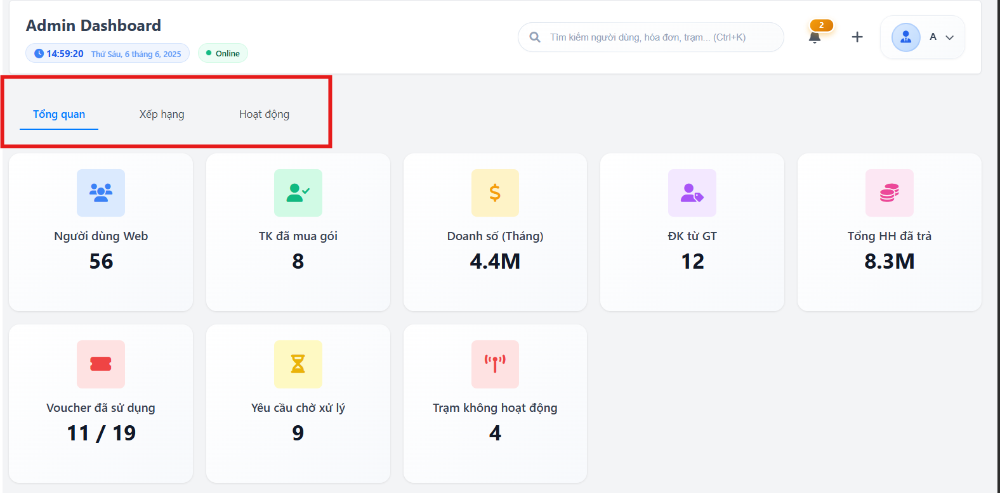 Admin Dashboard
14:59:20 Thứ Sáu, 6 tháng 6, 2025 Online
Tìm kiếm người dùng, hóa đơn, trạm... (Ctrl+K)
2
A
Tổng quan Xếp hạng Hoạt động
Người dùng Web
56
TK đã mua gói
8
Doanh số (Tháng)
4.4M
ĐK từ GT
12
Tổng HH đã trả
8.3M
Voucher đã sử dụng
11 / 19
Yêu cầu chờ xử lý
9
Trạm không hoạt động
4